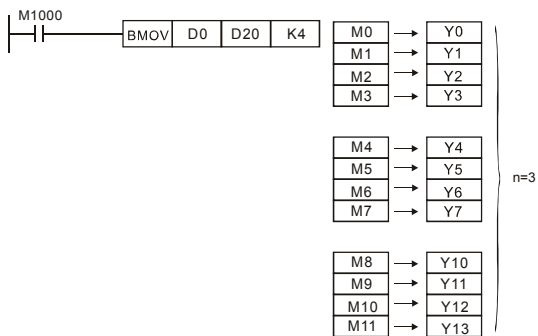 M1000
BMOV D0 D20 K4
M0 Y0
M1 Y1
M2 Y2
M3 Y3
M4 Y4
M5 Y5
M6 Y6
M7 Y7
n=3
M8 Y10
M9 Y11
M10 Y12
M11 Y13